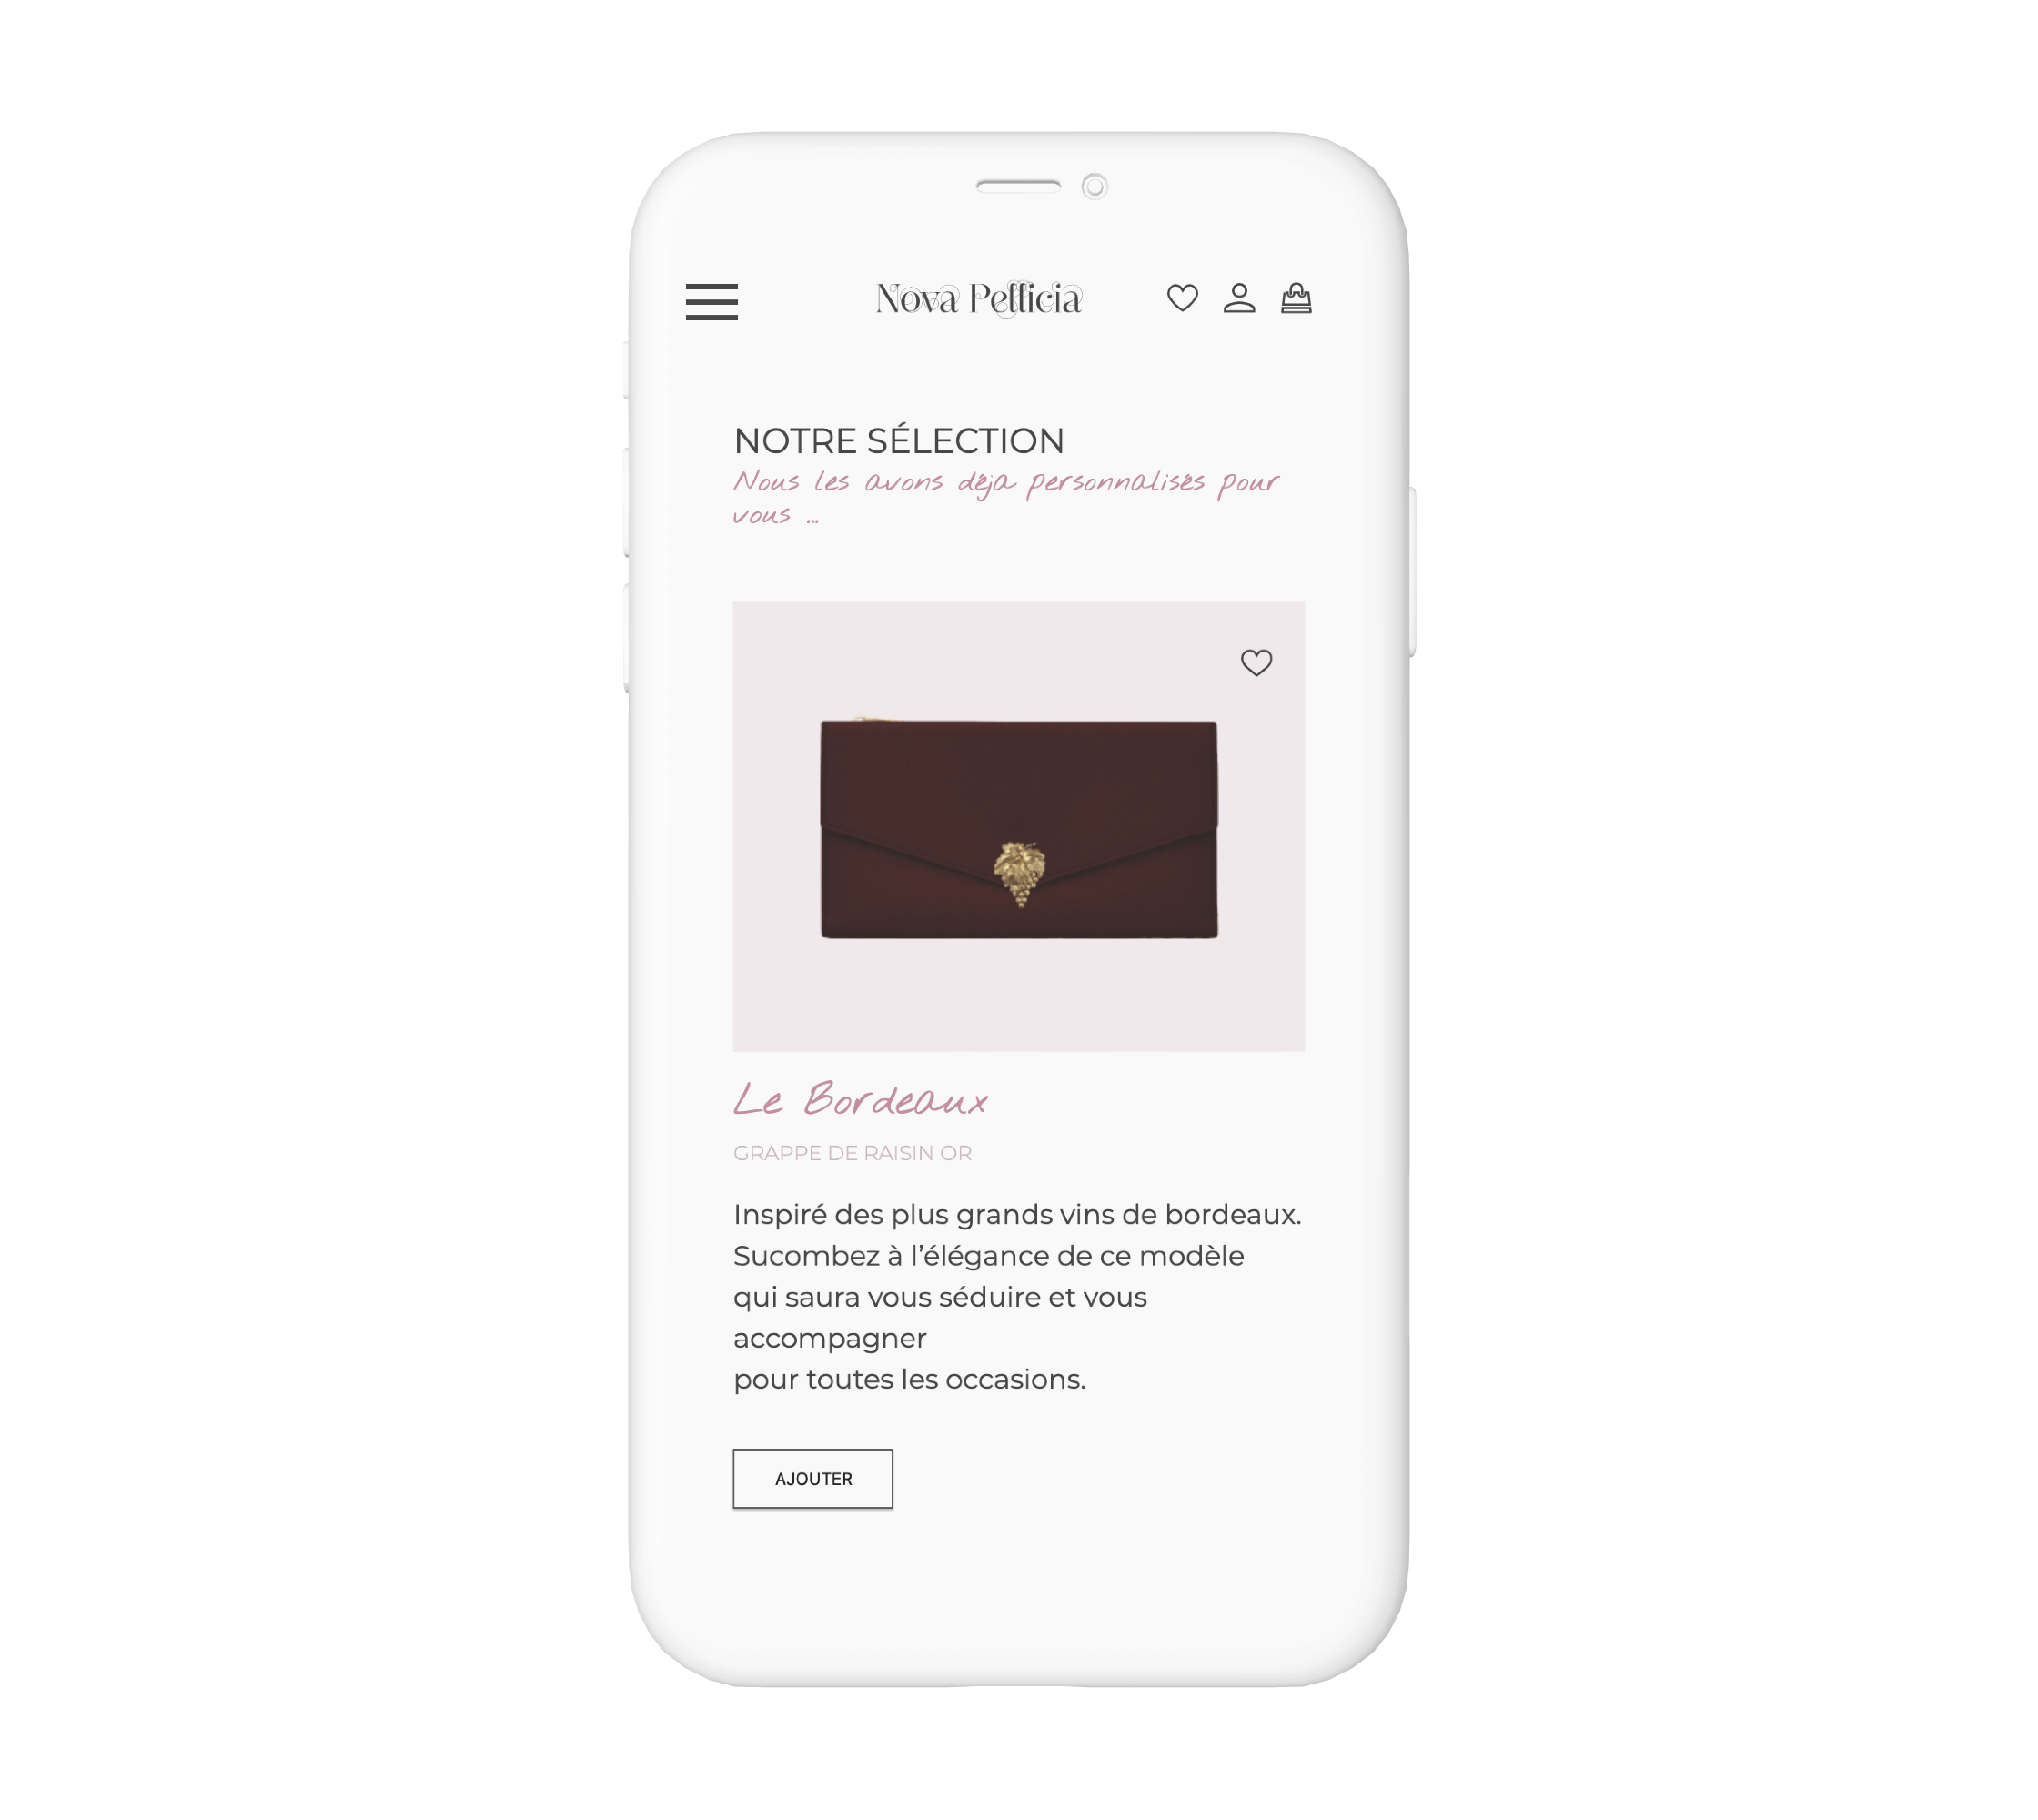 Nova Pellicia
NOTRE SÉLECTION
Nous les avons déja personnalisés pour
vous ...
Le Bordeaux
GRAPPE DE RAISIN OR
Inspiré des plus grands vins de bordeaux.
Sucombez à l’élégance de ce modèle
qui saura vous séduire et vous
accompagner
pour toutes les occasions.
AJOUTER